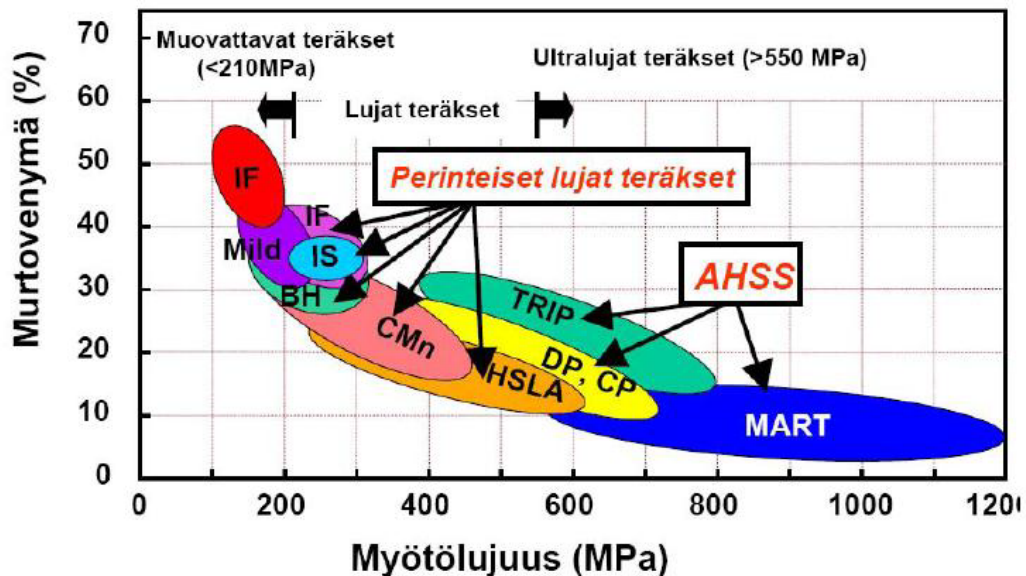 Murtovenymä (%)
70
60
50
40
30
20
10
0
Muovattavat teräkset
(<210MPa)
Lujat teräkset
Ultralujat teräkset (>550 MPa)
Perinteiset lujat teräkset
AHSS
IF
IF
Mild
IS
BH
CMn
HSLA
TRIP
DP, CP
MART
0
200
400
600
800
1000
1200
Myötölujuus (MPa)